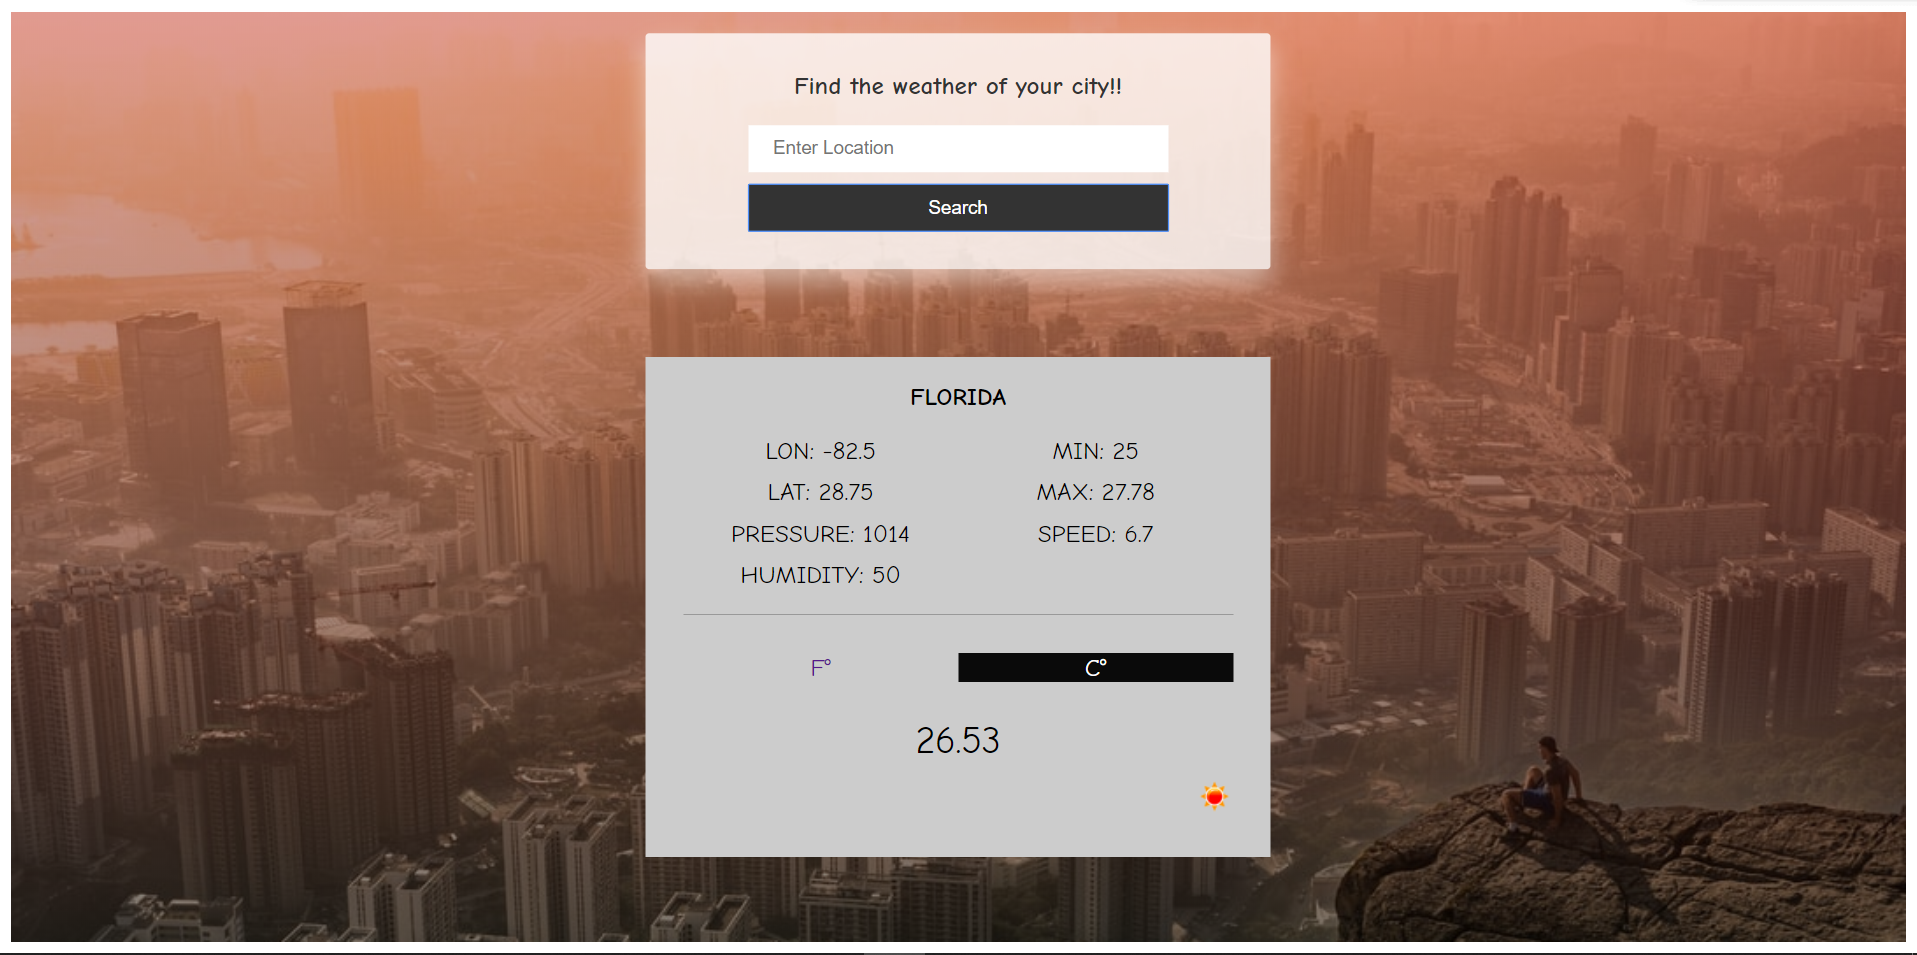 Find the weather of your city!!
Enter Location
Search
FLORIDA
LON: -82.5
LAT: 28.75
PRESSURE: 1014
HUMIDITY: 50
MIN: 25
MAX: 27.78
SPEED: 6.7
F°
C°
26.53